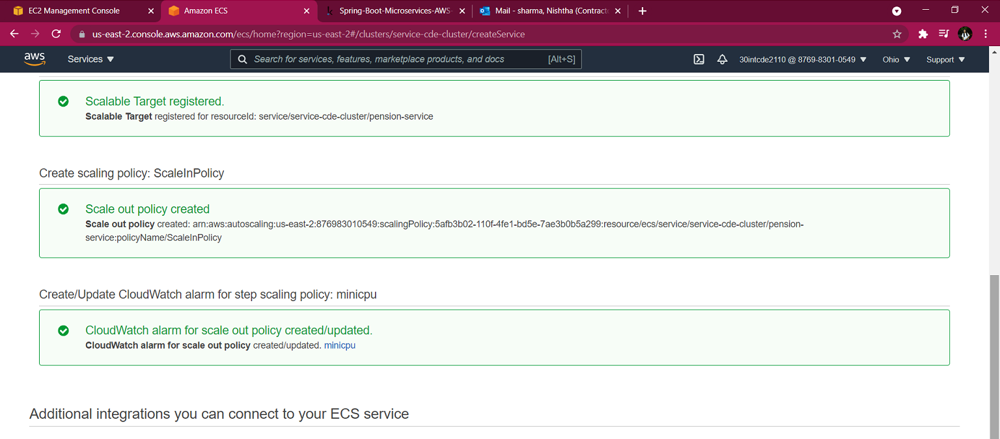 EC2 Management Console
Amazon ECS
Spring-Boot-Microservices-AWS-
Mail - sharma, Nishtha (Contracto
us-east-2.console.aws.amazon.com/ecs/home?region=us-east-2#/clusters/service-cde-cluster/createService
aws
Services
Search for services, features, marketplace products, and docs
[Alt+S]
30intcde2110 @ 8769-8301-0549
Ohio
Support
Scalable Target registered.
Scalable Target registered for resourceId: service/service-cde-cluster/pension-service
Create scaling policy: ScaleInPolicy
Scale out policy created
Scale out policy created: arn:aws:autoscaling:us-east-2:876983010549:scalingPolicy:5afb3b02-110f-4fe1-bd5e-7ae3b0b5a299:resource/ecs/service/service-cde-cluster/pension-
service:policyName/ScaleInPolicy
Create/Update CloudWatch alarm for step scaling policy: minicpu
CloudWatch alarm for scale out policy created/updated.
CloudWatch alarm for scale out policy created/updated. minicpu
Additional integrations you can connect to your ECS service